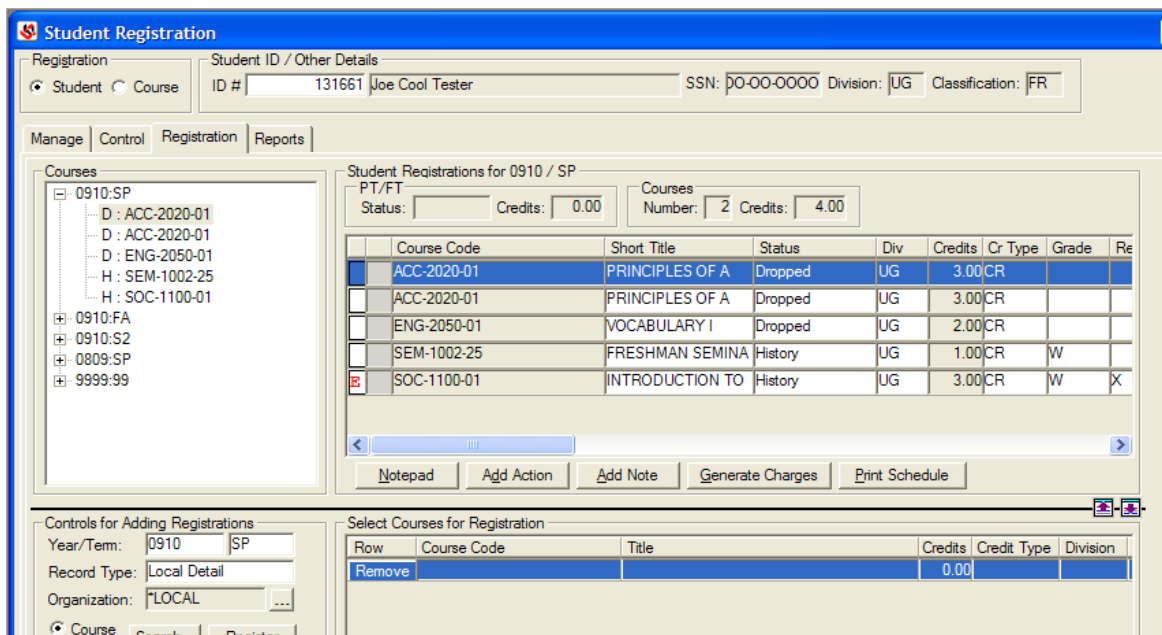 Student Registration
Registration
Student ID / Other Details
Student Course ID # 131661 Joe Cool Tester SSN: 00-00-0000 Division: UG Classification: FR
Manage Control Registration Reports
Courses
0910:SP
D : ACC-2020-01
D : ACC-2020-01
D : ENG-2050-01
H : SEM-1002-25
H : SOC-1100-01
0910:FA
0910:S2
0809:SP
9999:99
Student Registrations for 0910 / SP
PT/FT Courses
Status: Credits: 0.00 Number: 2 Credits: 4.00
Course Code Short Title Status Div Credits Cr Type Grade Re
ACC-2020-01 PRINCIPLES OF A Dropped UG 3.00 CR
ACC-2020-01 PRINCIPLES OF A Dropped UG 3.00 CR
ENG-2050-01 VOCABULARY I Dropped UG 2.00 CR
SEM-1002-25 FRESHMAN SEMINA History UG 1.00 CR W
E SOC-1100-01 INTRODUCTION TO History UG 3.00 CR W X
Notepad Add Action Add Note Generate Charges Print Schedule
Controls for Adding Registrations
Year/Term: 0910 SP
Record Type: Local Detail
Organization: *LOCAL ...
Course Search Register
Select Courses for Registration
Row Course Code Title Credits Credit Type Division
Remove 0.00